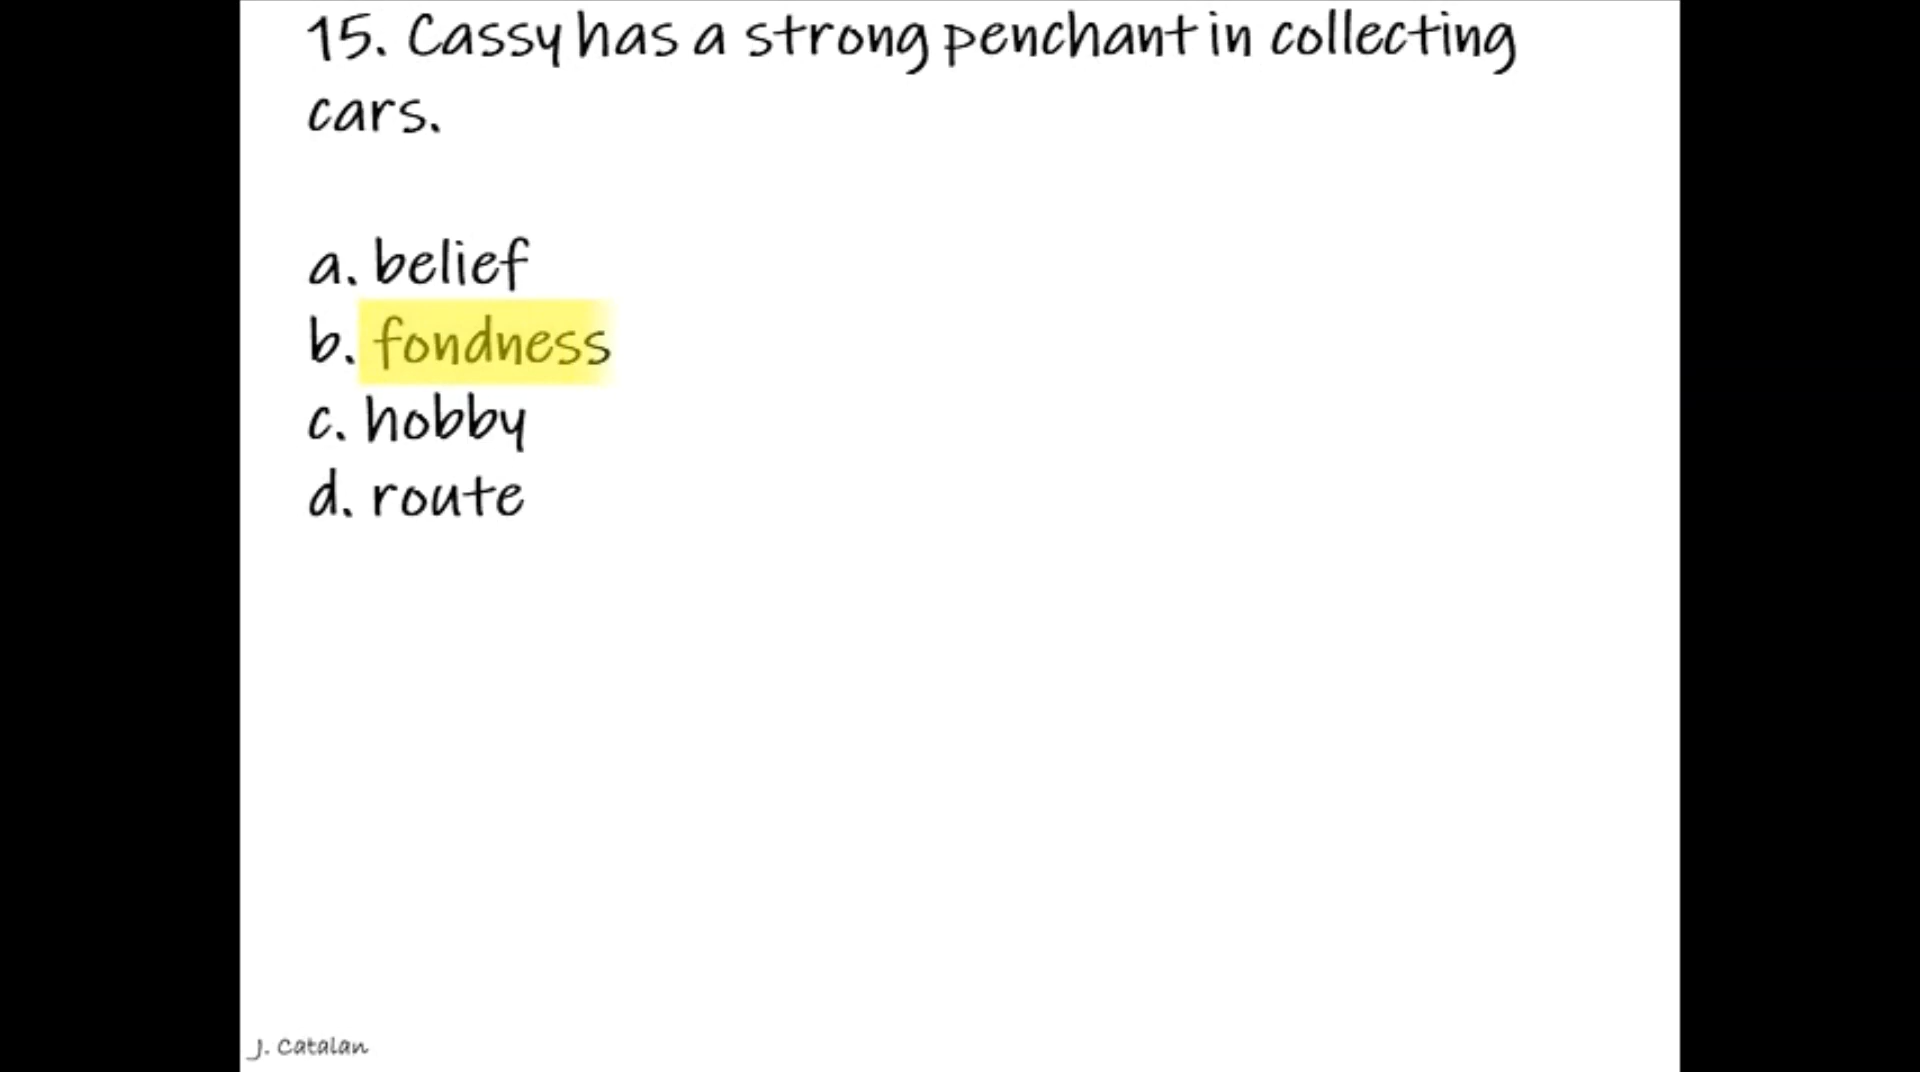 15. Cassy has a strong penchant in collecting
cars.
a. belief
b. fondness
c. hobby
d. route
J. Catalan